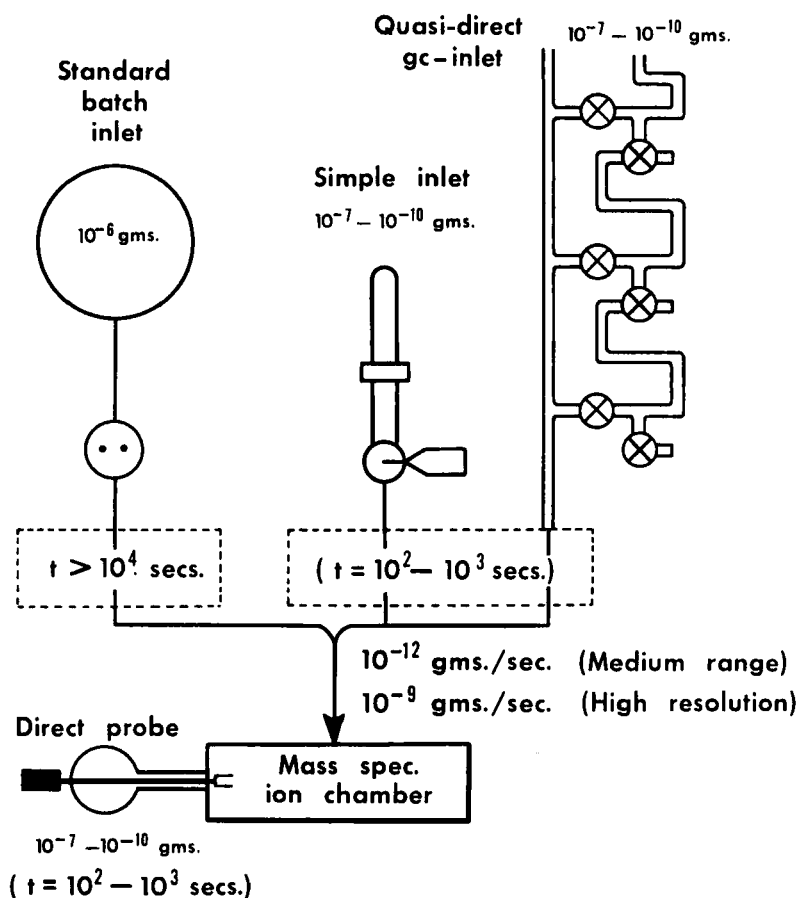 Quasi-direct
gc-inlet
10⁻⁷ — 10⁻¹⁰ gms.
Standard
batch
inlet
10⁻⁶ gms.
Simple inlet
10⁻⁷ — 10⁻¹⁰ gms.
t > 10⁴ secs.
( t = 10² — 10³ secs.)
10⁻¹² gms./sec. (Medium range)
10⁻⁹ gms./sec. (High resolution)
Direct probe
Mass spec.
ion chamber
10⁻⁷ —10⁻¹⁰ gms.
( t = 10² — 10³ secs.)